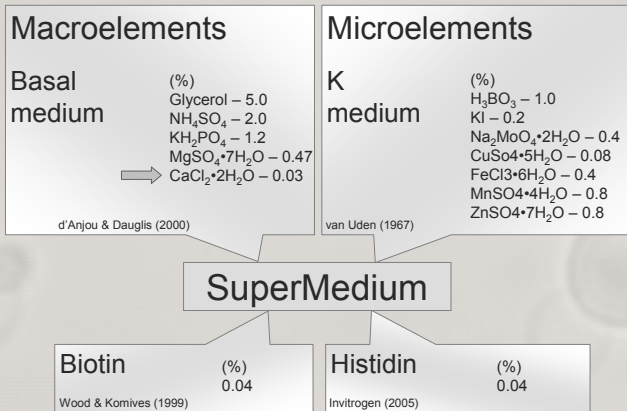 Macroelements
Basal
medium
(%)
Glycerol – 5.0
NH₄SO₄ – 2.0
KH₂PO₄ – 1.2
MgSO₄•7H₂O – 0.47
CaCl₂•2H₂O – 0.03
d'Anjou & Dauglis (2000)
Microelements
K
medium
(%)
H₃BO₃ – 1.0
KI – 0.2
Na₂MoO₄•2H₂O – 0.4
CuSo4•5H₂O – 0.08
FeCl3•6H₂O – 0.4
MnSO4•4H₂O – 0.8
ZnSO4•7H₂O – 0.8
van Uden (1967)
SuperMedium
Biotin
(%)
0.04
Wood & Komives (1999)
Histidin
(%)
0.04
Invitrogen (2005)